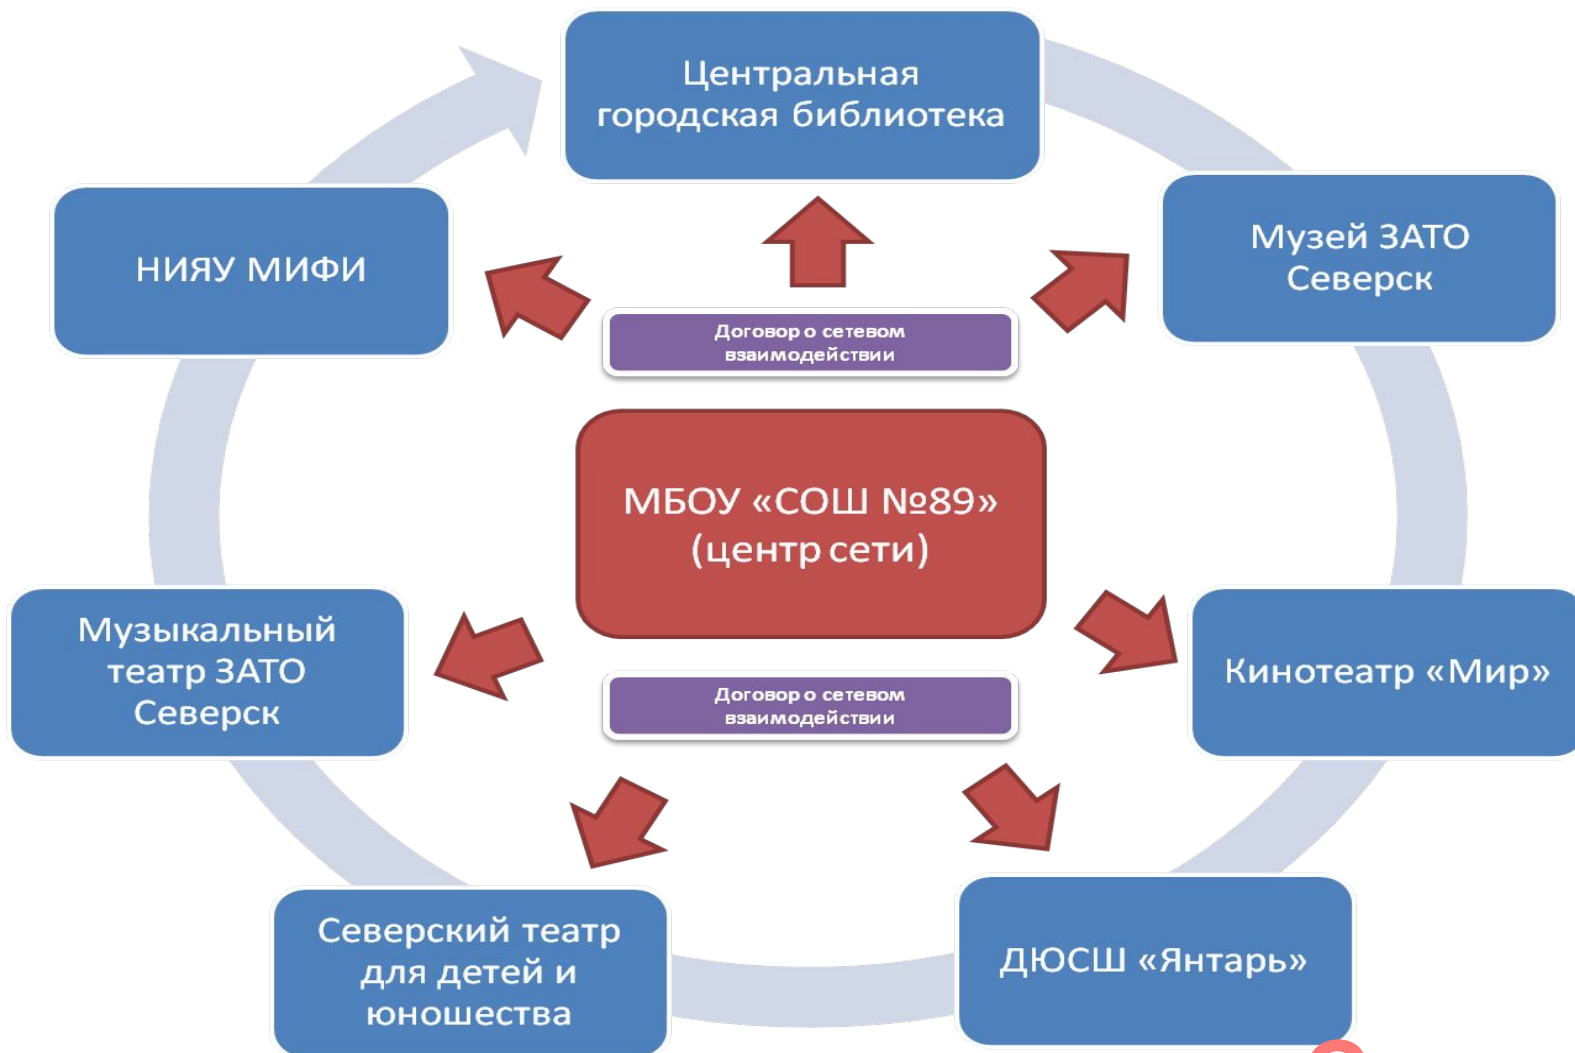 Центральная
городская библиотека
НИЯУ МИФИ
Музей ЗАТО
Северск
Договор о сетевом
взаимодействии
МБОУ «СОШ №89»
(центр сети)
Музыкальный
театр ЗАТО
Северск
Кинотеатр «Мир»
Договор о сетевом
взаимодействии
Северский театр
для детей и
юношества
ДЮСШ «Янтарь»